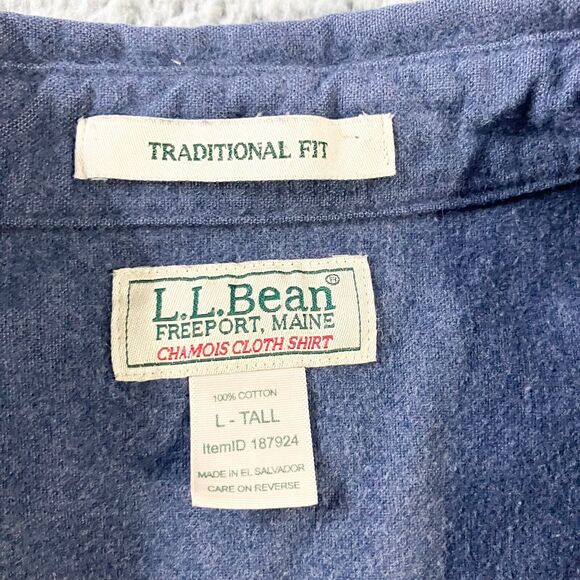 TRADITIONAL FIT
L.L.Bean®
FREEPORT, MAINE
CHAMOIS CLOTH SHIRT
100% COTTON
L - TALL
ItemID 187924
MADE IN EL SALVADOR
CARE ON REVERSE